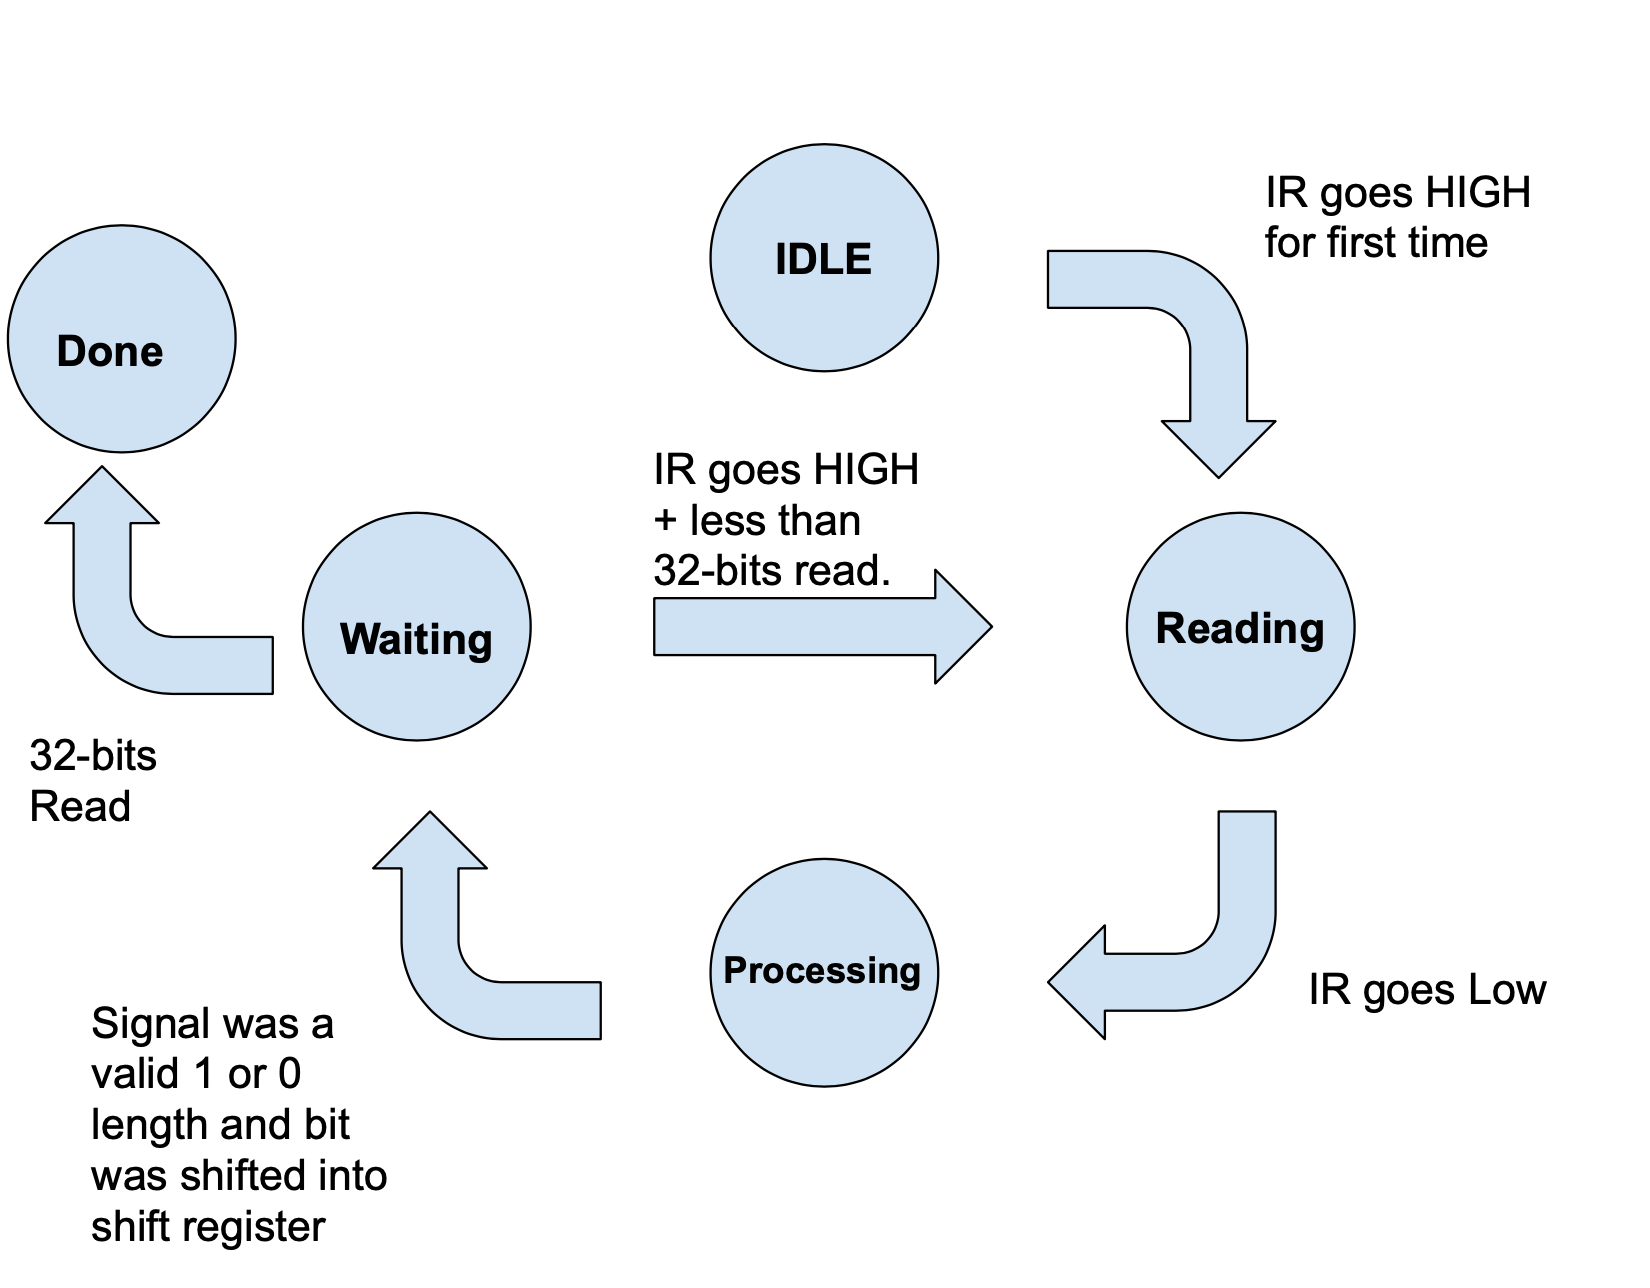 IDLE
IR goes HIGH
for first time
Done
IR goes HIGH
+ less than
32-bits read.
Waiting
Reading
32-bits
Read
Processing
IR goes Low
Signal was a
valid 1 or 0
length and bit
was shifted into
shift register